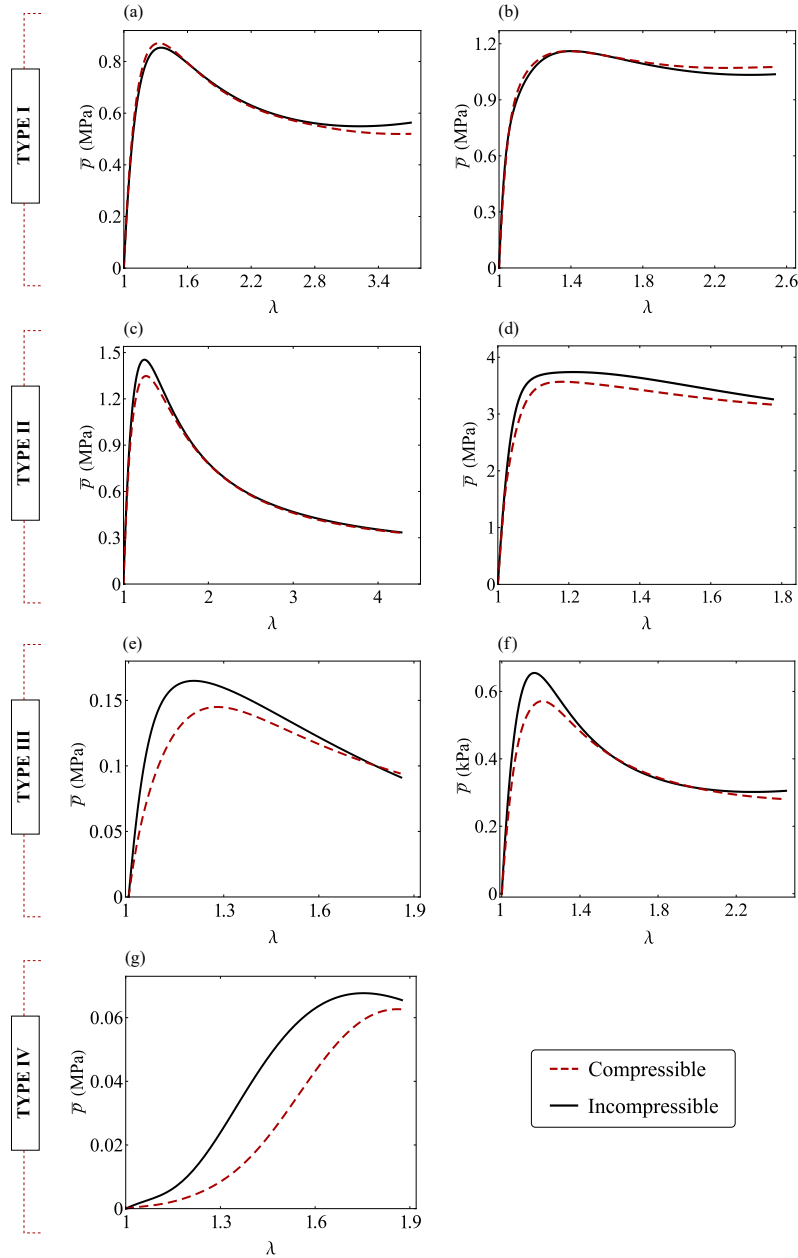 (a)
(b)
TYPE I
p̅ (MPa)
0.8
0.6
0.4
0.2
0
1
1.6
2.2
2.8
3.4
λ
p̅ (MPa)
1.2
0.9
0.6
0.3
0
1
1.4
1.8
2.2
2.6
λ
(c)
(d)
TYPE II
p̅ (MPa)
1.5
1.2
0.9
0.6
0.3
0
1
2
3
4
λ
p̅ (MPa)
4
3
2
1
0
1
1.2
1.4
1.6
1.8
λ
(e)
(f)
TYPE III
p̅ (MPa)
0.15
0.1
0.05
0
1
1.3
1.6
1.9
λ
p̅ (kPa)
0.6
0.4
0.2
0
1
1.4
1.8
2.2
λ
(g)
TYPE IV
p̅ (MPa)
0.06
0.04
0.02
0
1
1.3
1.6
1.9
λ
Compressible
Incompressible